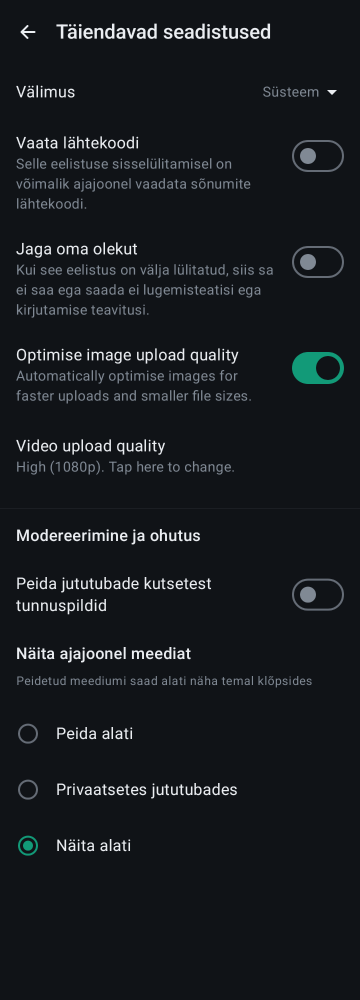 Täiendavad seadistused
Välimus
Süsteem
Vaata lähtekoodi
Selle eelistuse sisselülitamisel on
võimalik ajajoonel vaadata sõnumite
lähtekoodi.
Jaga oma olekut
Kui see eelistus on välja lülitatud, siis sa
ei saa ega saada ei lugemisteatisi ega
kirjutamise teavitusi.
Optimise image upload quality
Automatically optimise images for
faster uploads and smaller file sizes.
Video upload quality
High (1080p). Tap here to change.
Modereerimine ja ohutus
Peida jututubade kutsetest
tunnuspildid
Näita ajajoonel meediat
Peidetud meediumi saad alati näha temal klõpsides
Peida alati
Privaatsetes jututubades
Näita alati